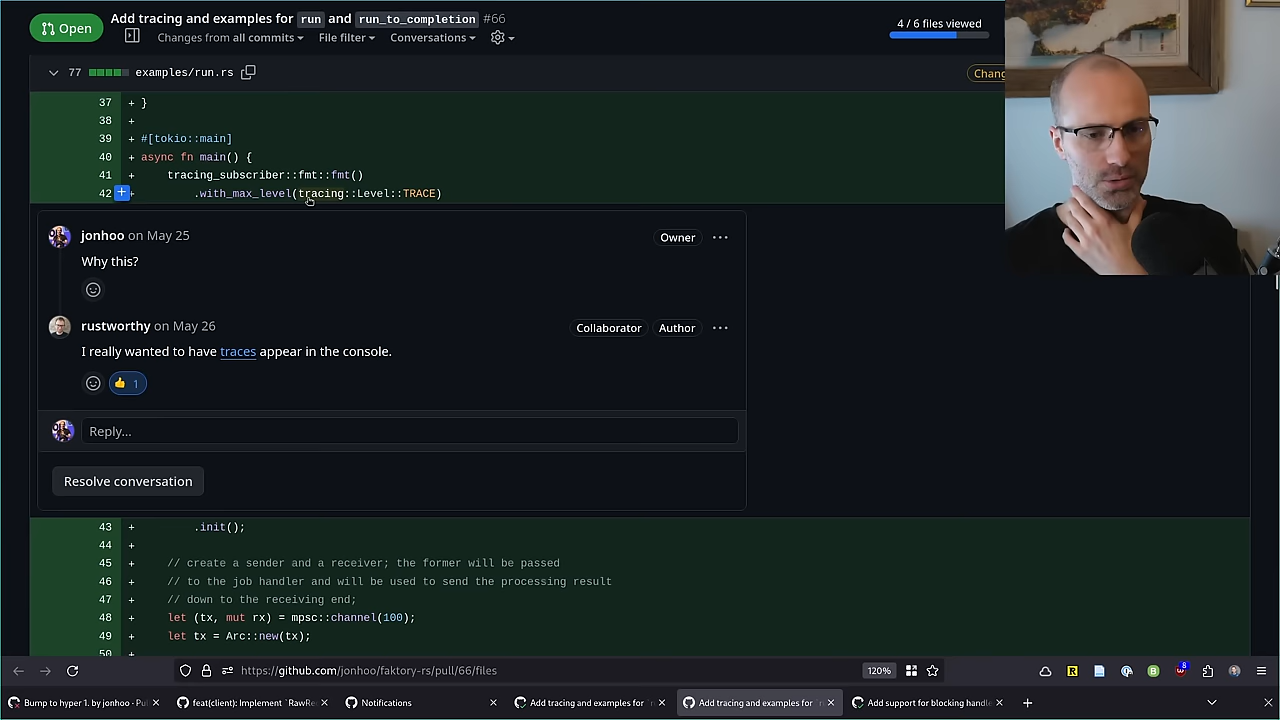 Open
Add tracing and examples for run and run_to_completion #66
Changes from all commits File filter Conversations
4 / 6 files viewed
77 examples/run.rs
37 + }
38 +
39 + #[tokio::main]
40 + async fn main() {
41 + tracing_subscriber::fmt::fmt()
42 + .with_max_level(tracing::Level::TRACE)
jonhoo on May 25
Owner
Why this?
rustworthy on May 26
Collaborator Author
I really wanted to have traces appear in the console.
👍 1
Reply...
Resolve conversation
43 + .init();
44 +
45 + // create a sender and a receiver; the former will be passed
46 + // to the job handler and will be used to send the processing result
47 + // down to the receiving end;
48 + let (tx, mut rx) = mpsc::channel(100);
49 + let tx = Arc::new(tx);
50
https://github.com/jonhoo/faktory-rs/pull/66/files
120%
Bump to hyper 1. by jonhoo · Pul
feat(client): Implement `RawRe
Notifications
Add tracing and examples for
Add tracing and examples for
Add support for blocking handle